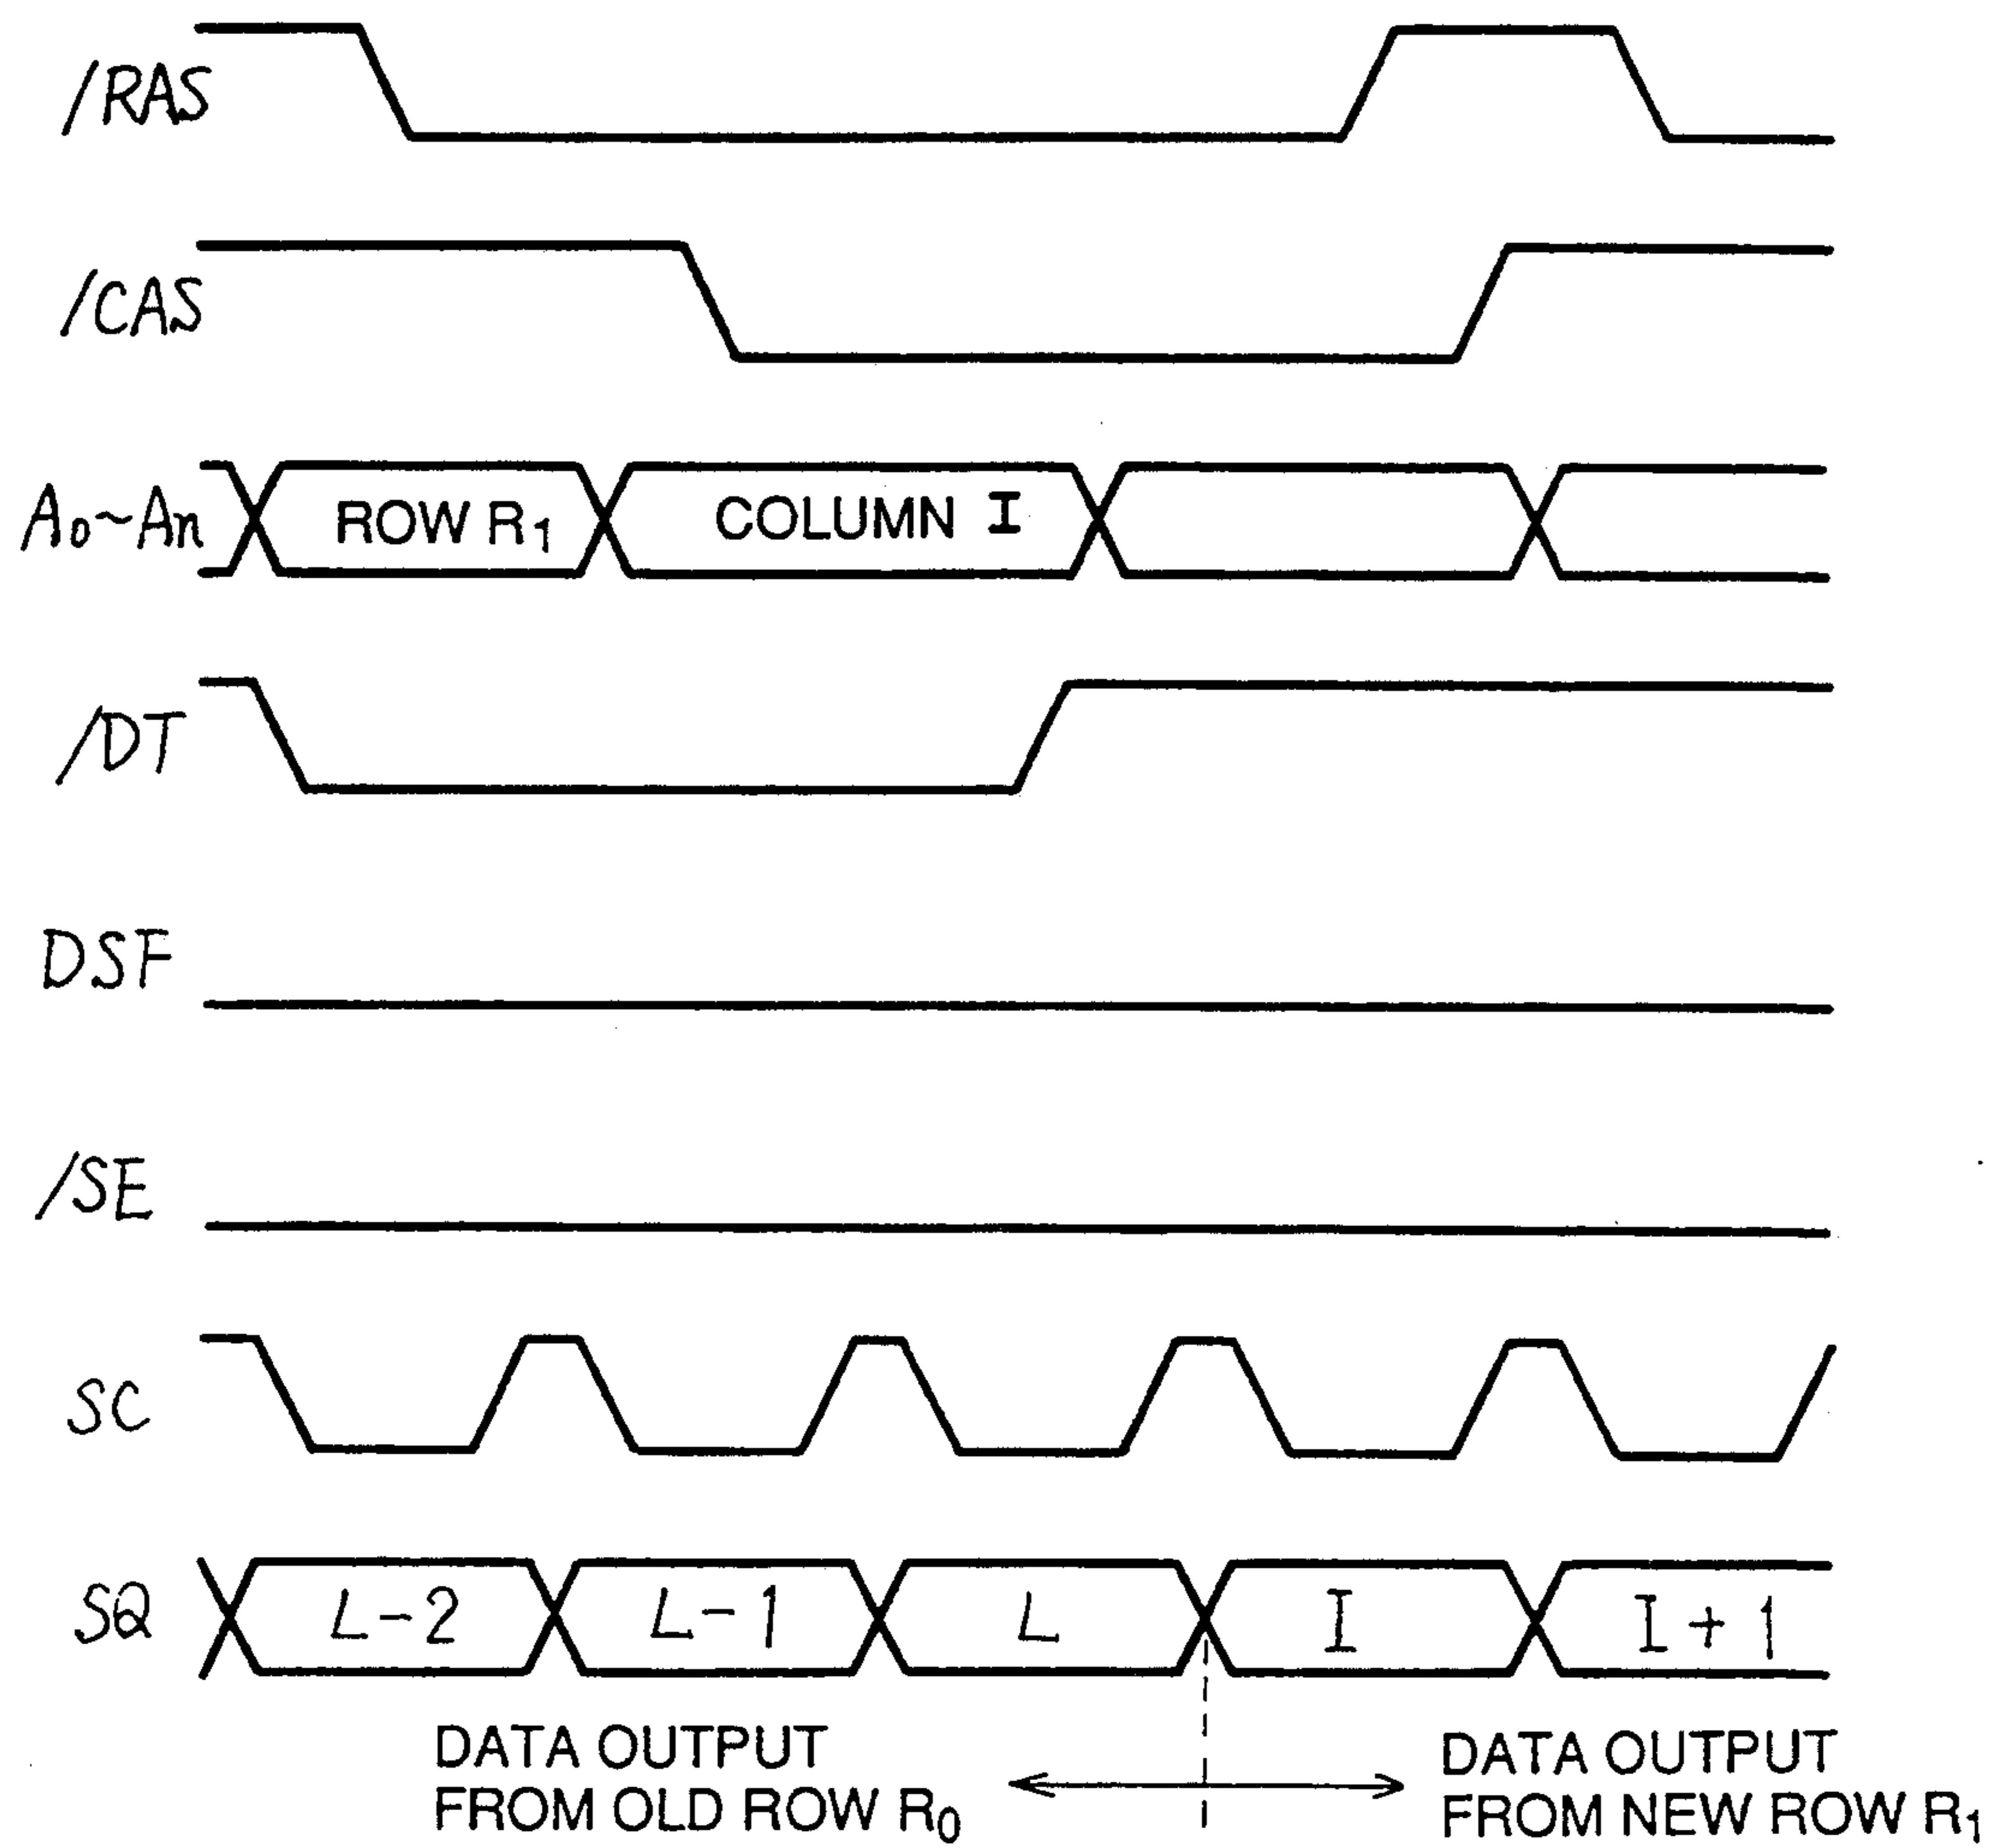 /RAS
/CAS
A0~An
ROW R1
COLUMN I
/DT
DSF
/SE
SC
SQ
L-2
L-1
L
I
I+1
DATA OUTPUT
FROM OLD ROW R0
DATA OUTPUT
FROM NEW ROW R1